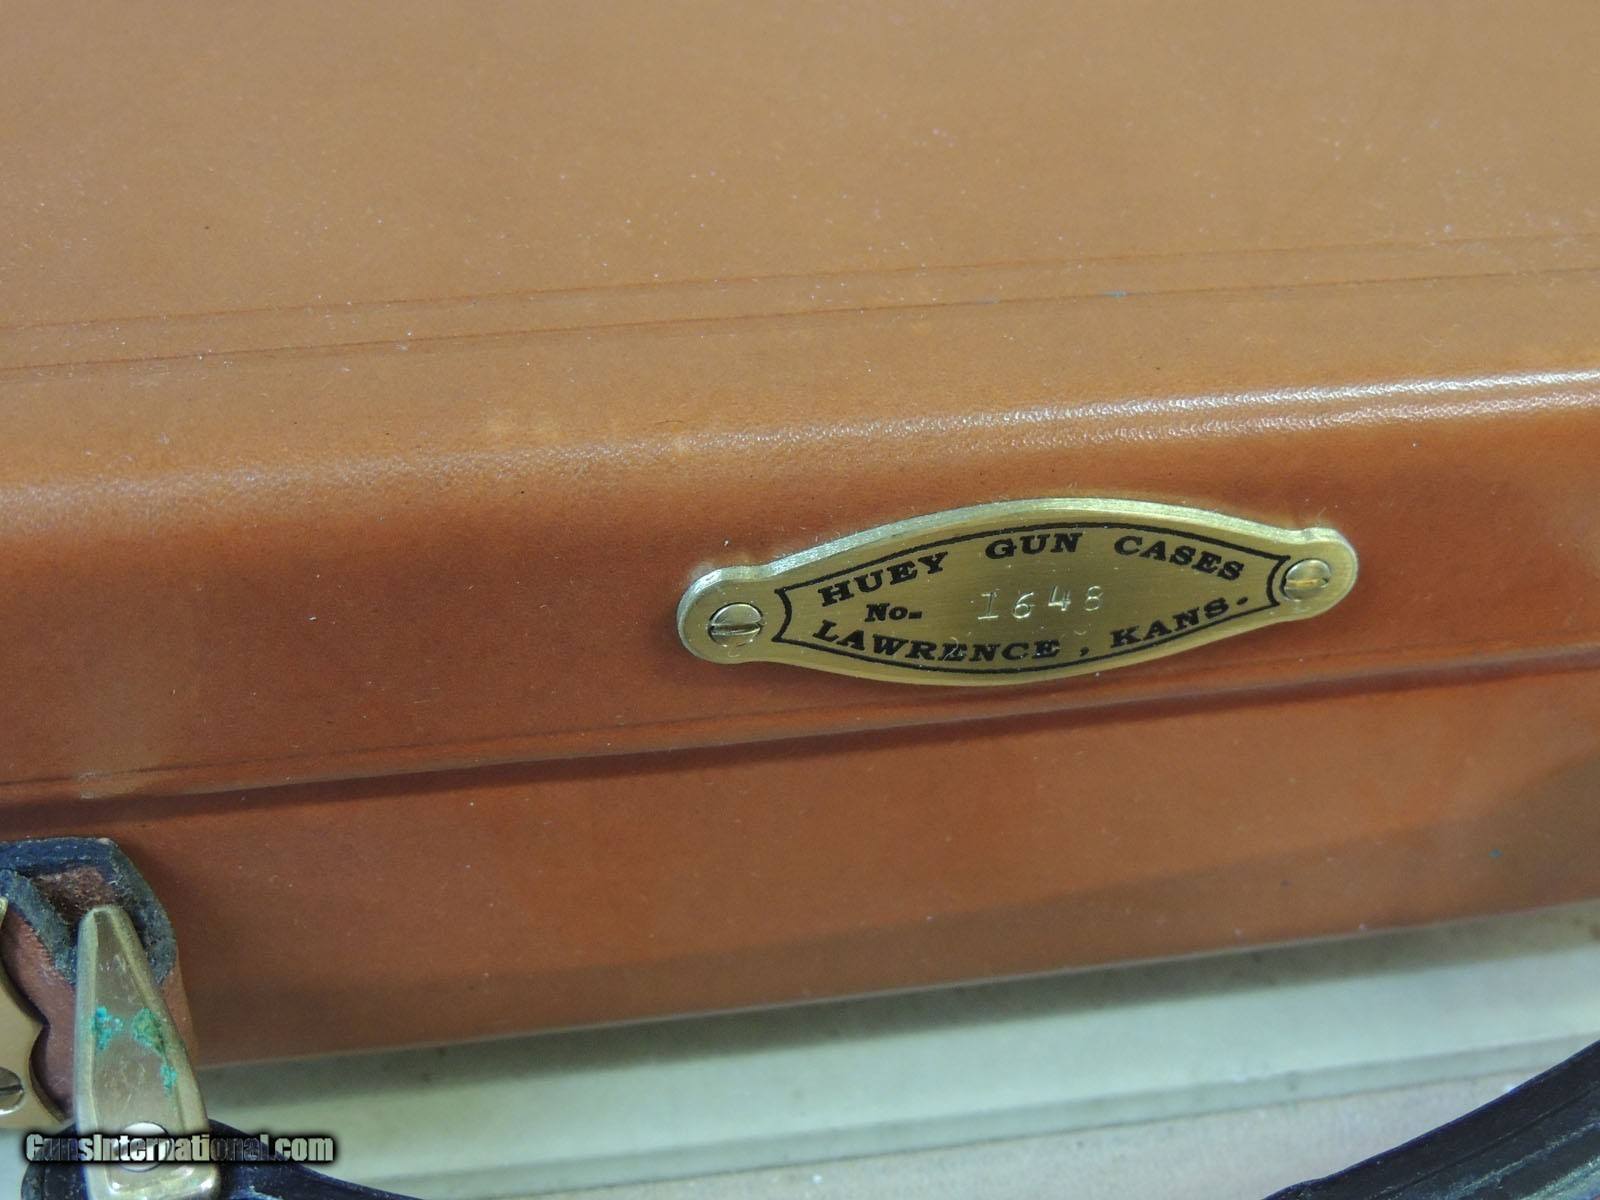 HUEY GUN CASES
No. 1648
LAWRENCE, KANS.
GunsInternational.com